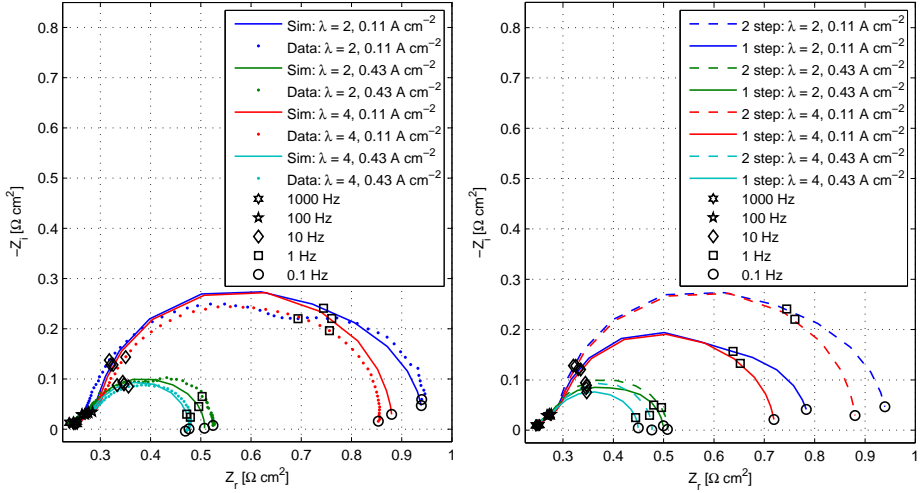 0.8
0.7
0.6
0.5
0.4
0.3
0.2
0.1
0
−Z_i [Ω cm²]
0.3 0.4 0.5 0.6 0.7 0.8 0.9 1
Z_r [Ω cm²]
Sim: λ = 2, 0.11 A cm⁻²
Data: λ = 2, 0.11 A cm⁻²
Sim: λ = 2, 0.43 A cm⁻²
Data: λ = 2, 0.43 A cm⁻²
Sim: λ = 4, 0.11 A cm⁻²
Data: λ = 4, 0.11 A cm⁻²
Sim: λ = 4, 0.43 A cm⁻²
Data: λ = 4, 0.43 A cm⁻²
1000 Hz
100 Hz
10 Hz
1 Hz
0.1 Hz
0.8
0.7
0.6
0.5
0.4
0.3
0.2
0.1
0
−Z_i [Ω cm²]
0.3 0.4 0.5 0.6 0.7 0.8 0.9 1
Z_r [Ω cm²]
2 step: λ = 2, 0.11 A cm⁻²
1 step: λ = 2, 0.11 A cm⁻²
2 step: λ = 2, 0.43 A cm⁻²
1 step: λ = 2, 0.43 A cm⁻²
2 step: λ = 4, 0.11 A cm⁻²
1 step: λ = 4, 0.11 A cm⁻²
2 step: λ = 4, 0.43 A cm⁻²
1 step: λ = 4, 0.43 A cm⁻²
1000 Hz
100 Hz
10 Hz
1 Hz
0.1 Hz